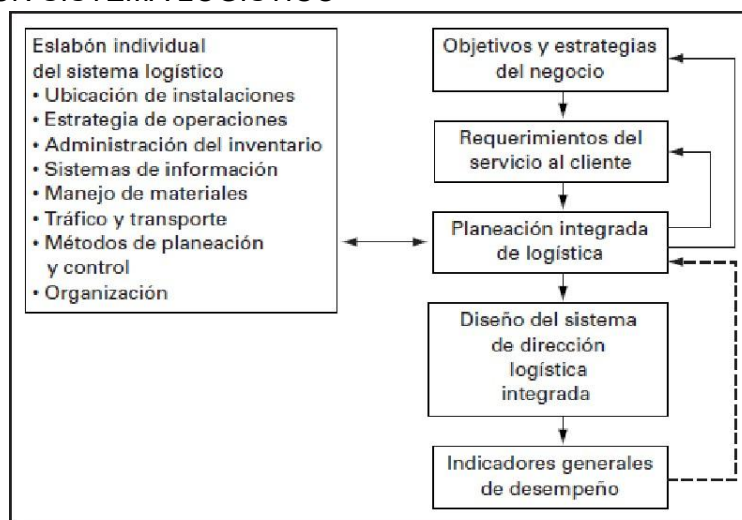 SISTEMA LOGÍSTICO
Eslabón individual
del sistema logístico
• Ubicación de instalaciones
• Estrategia de operaciones
• Administración del inventario
• Sistemas de información
• Manejo de materiales
• Tráfico y transporte
• Métodos de planeación
y control
• Organización
Objetivos y estrategias
del negocio
Requerimientos del
servicio al cliente
Planeación integrada
de logística
Diseño del sistema
de dirección
logística
integrada
Indicadores generales
de desempeño